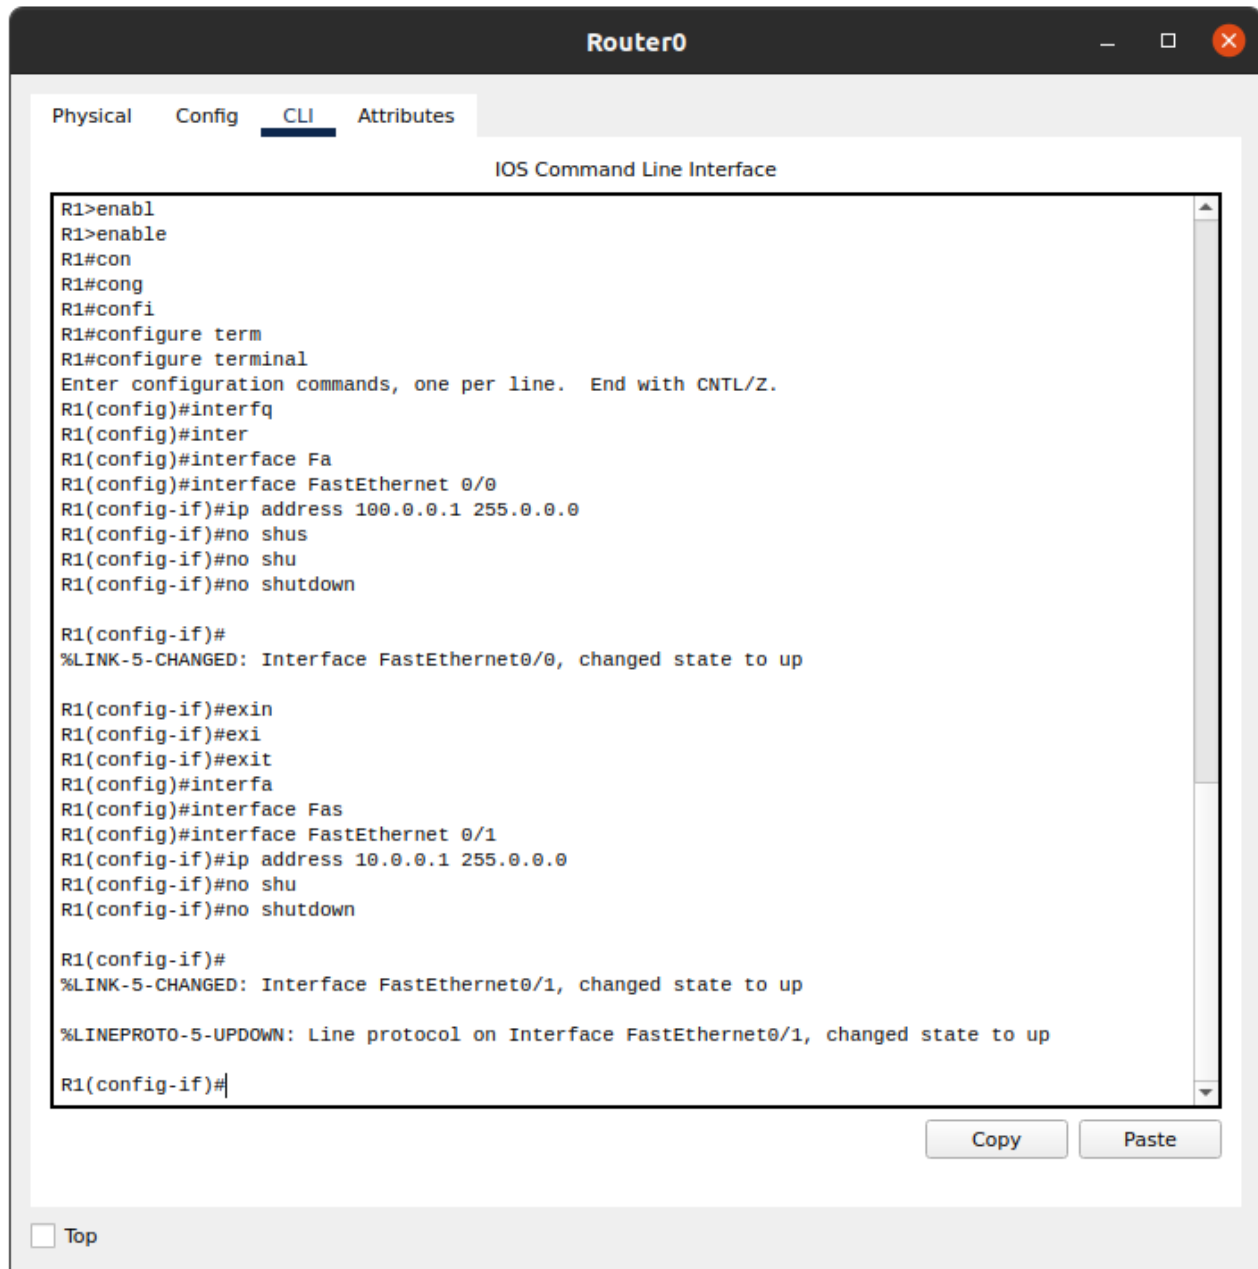 Router0
Physical Config CLI Attributes
IOS Command Line Interface
R1>enabl
R1>enable
R1#con
R1#cong
R1#confi
R1#configure term
R1#configure terminal
Enter configuration commands, one per line.  End with CNTL/Z.
R1(config)#interfq
R1(config)#inter
R1(config)#interface Fa
R1(config)#interface FastEthernet 0/0
R1(config-if)#ip address 100.0.0.1 255.0.0.0
R1(config-if)#no shus
R1(config-if)#no shu
R1(config-if)#no shutdown
R1(config-if)#
%LINK-5-CHANGED: Interface FastEthernet0/0, changed state to up
R1(config-if)#exin
R1(config-if)#exi
R1(config-if)#exit
R1(config)#interfa
R1(config)#interface Fas
R1(config)#interface FastEthernet 0/1
R1(config-if)#ip address 10.0.0.1 255.0.0.0
R1(config-if)#no shu
R1(config-if)#no shutdown
R1(config-if)#
%LINK-5-CHANGED: Interface FastEthernet0/1, changed state to up
%LINEPROTO-5-UPDOWN: Line protocol on Interface FastEthernet0/1, changed state to up
R1(config-if)#
Copy Paste
Top